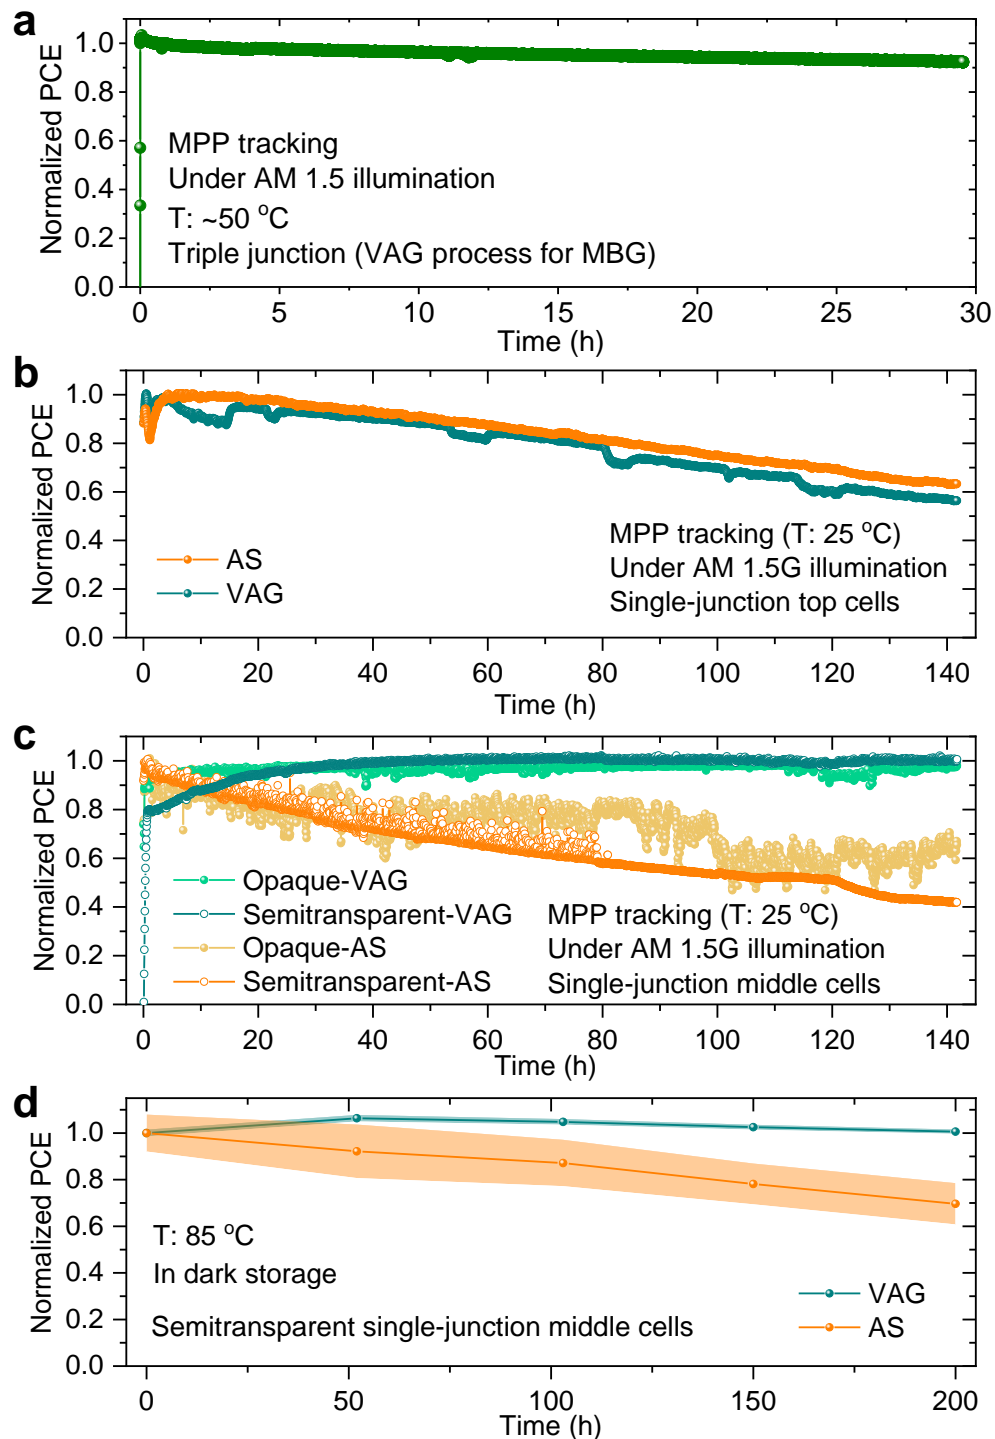 a
Normalized PCE
1.0
0.8
0.6
0.4
0.2
0.0
MPP tracking
Under AM 1.5 illumination
T: ~50 °C
Triple junction (VAG process for MBG)
0 5 10 15 20 25 30
Time (h)
b
Normalized PCE
1.0
0.8
0.6
0.4
0.2
0.0
AS
VAG
MPP tracking (T: 25 °C)
Under AM 1.5G illumination
Single-junction top cells
0 20 40 60 80 100 120 140
Time (h)
c
Normalized PCE
1.0
0.8
0.6
0.4
0.2
0.0
Opaque-VAG
Semitransparent-VAG
Opaque-AS
Semitransparent-AS
MPP tracking (T: 25 °C)
Under AM 1.5G illumination
Single-junction middle cells
0 20 40 60 80 100 120 140
Time (h)
d
Normalized PCE
1.0
0.8
0.6
0.4
0.2
0.0
T: 85 °C
In dark storage
Semitransparent single-junction middle cells
VAG
AS
0 50 100 150 200
Time (h)